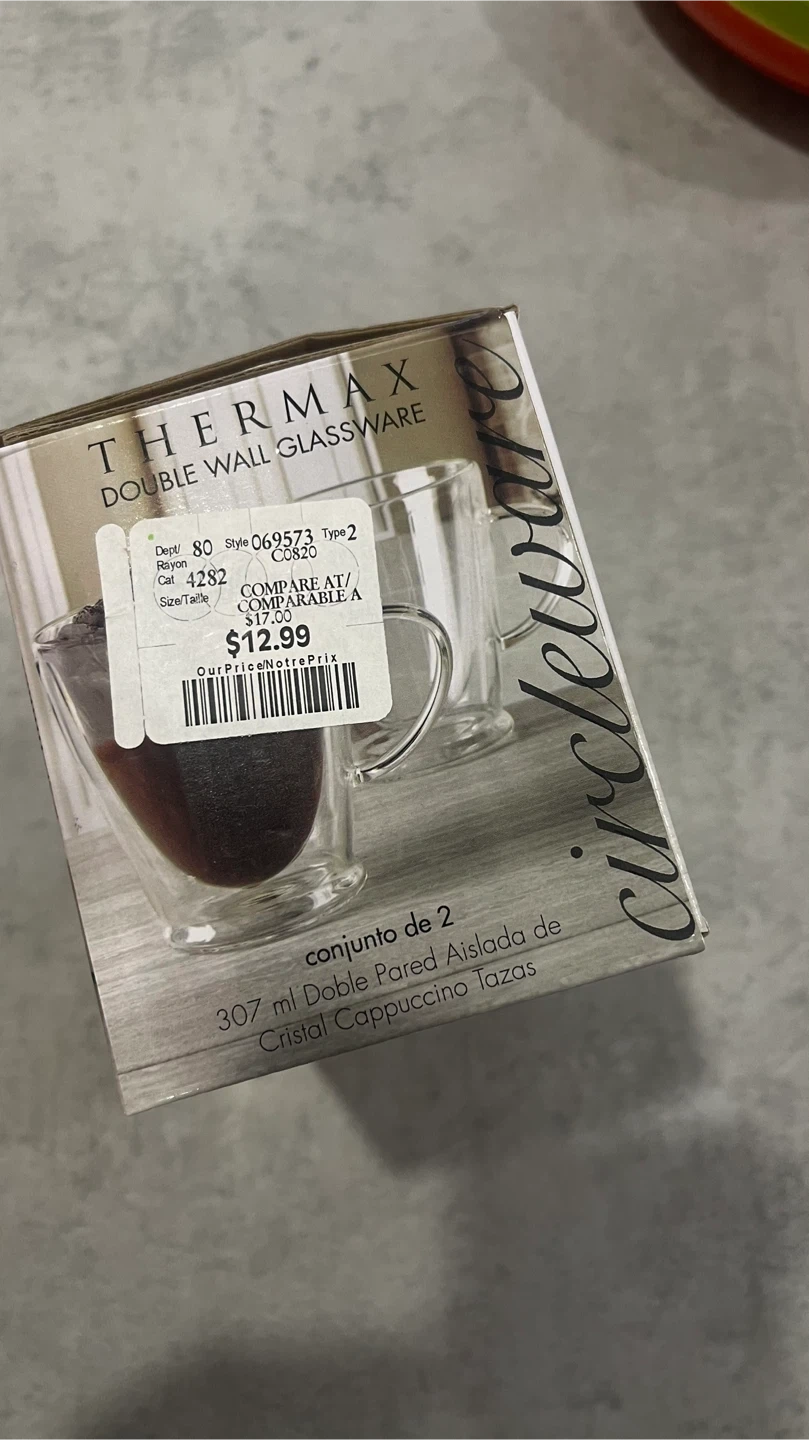 THERMAX
DOUBLE WALL GLASSWARE
circleware
Dept/ 80 Style 069573 Type 2
Rayon C0820
Cat 4282
Size/Taille COMPARE AT/
COMPARABLE A
$17.00
$12.99
OurPrice/NotrePrix
conjunto de 2
307 ml Doble Pared Aislada de
Cristal Cappuccino Tazas